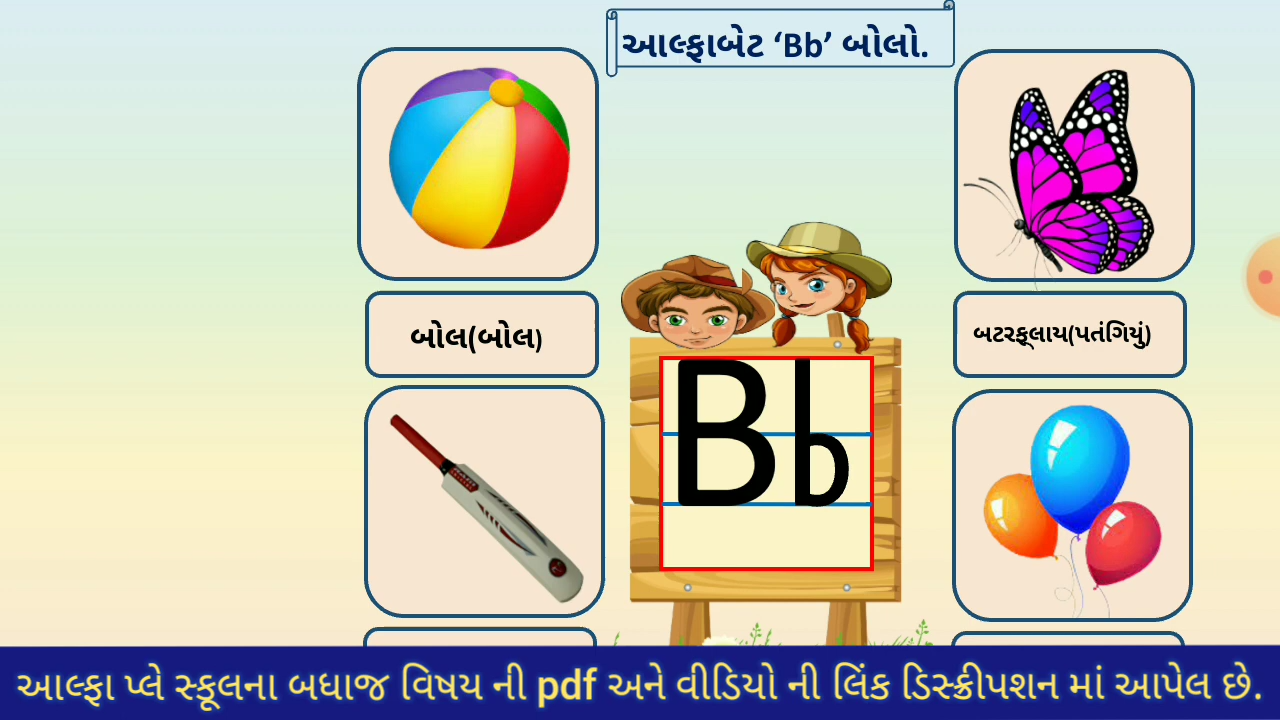 આલ્ફાબેટ ‘Bb’ બોલો.
બોલ(બોલ)
બટરફ્લાય(પતંગિયું)
Bb
આલ્ફા પ્લે સ્કૂલના બધાજ વિષય ની pdf અને વીડિયો ની લિંક ડિસ્ક્રીપશન માં આપેલ છે.